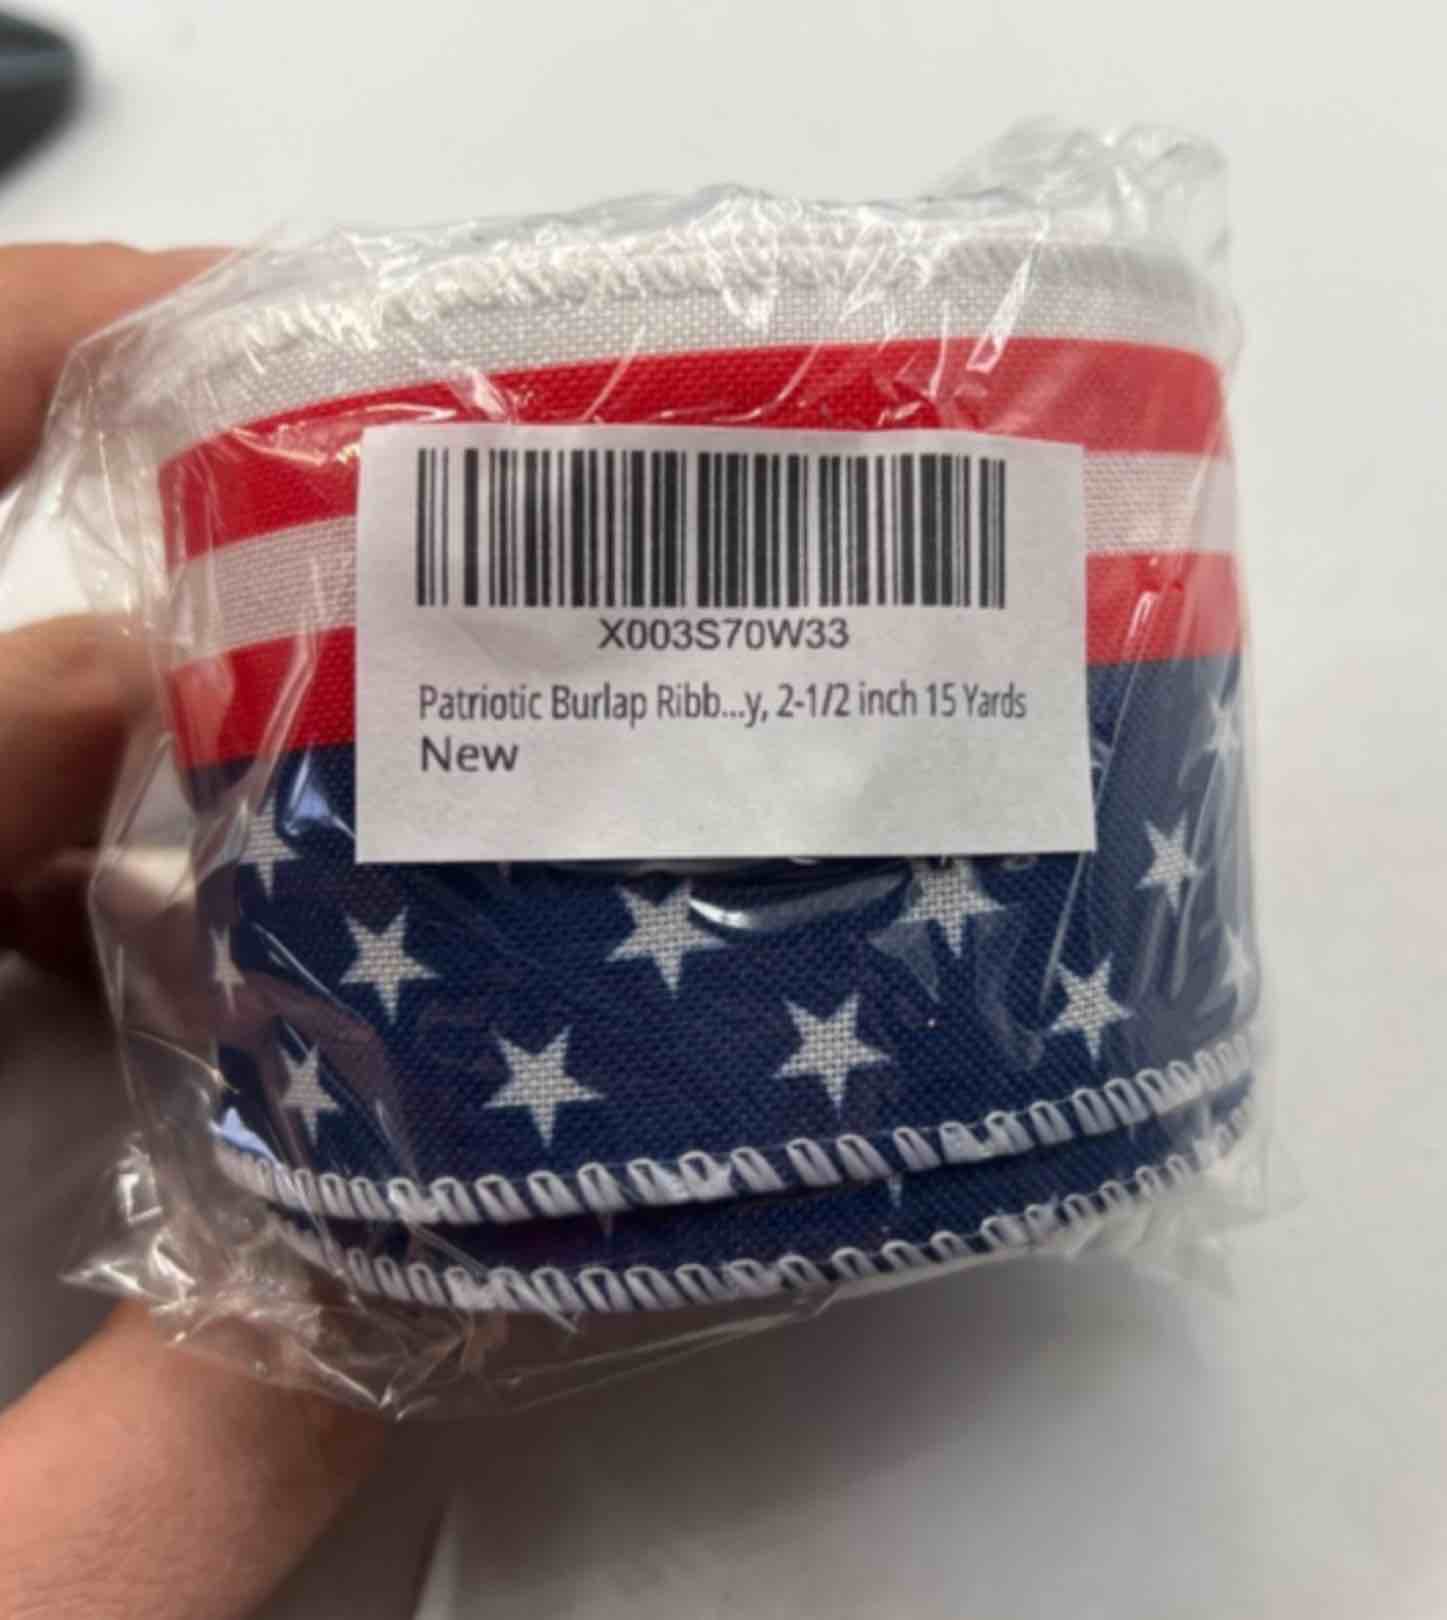 X003S70W33
Patriotic Burlap Ribb...y, 2-1/2 inch 15 Yards
New